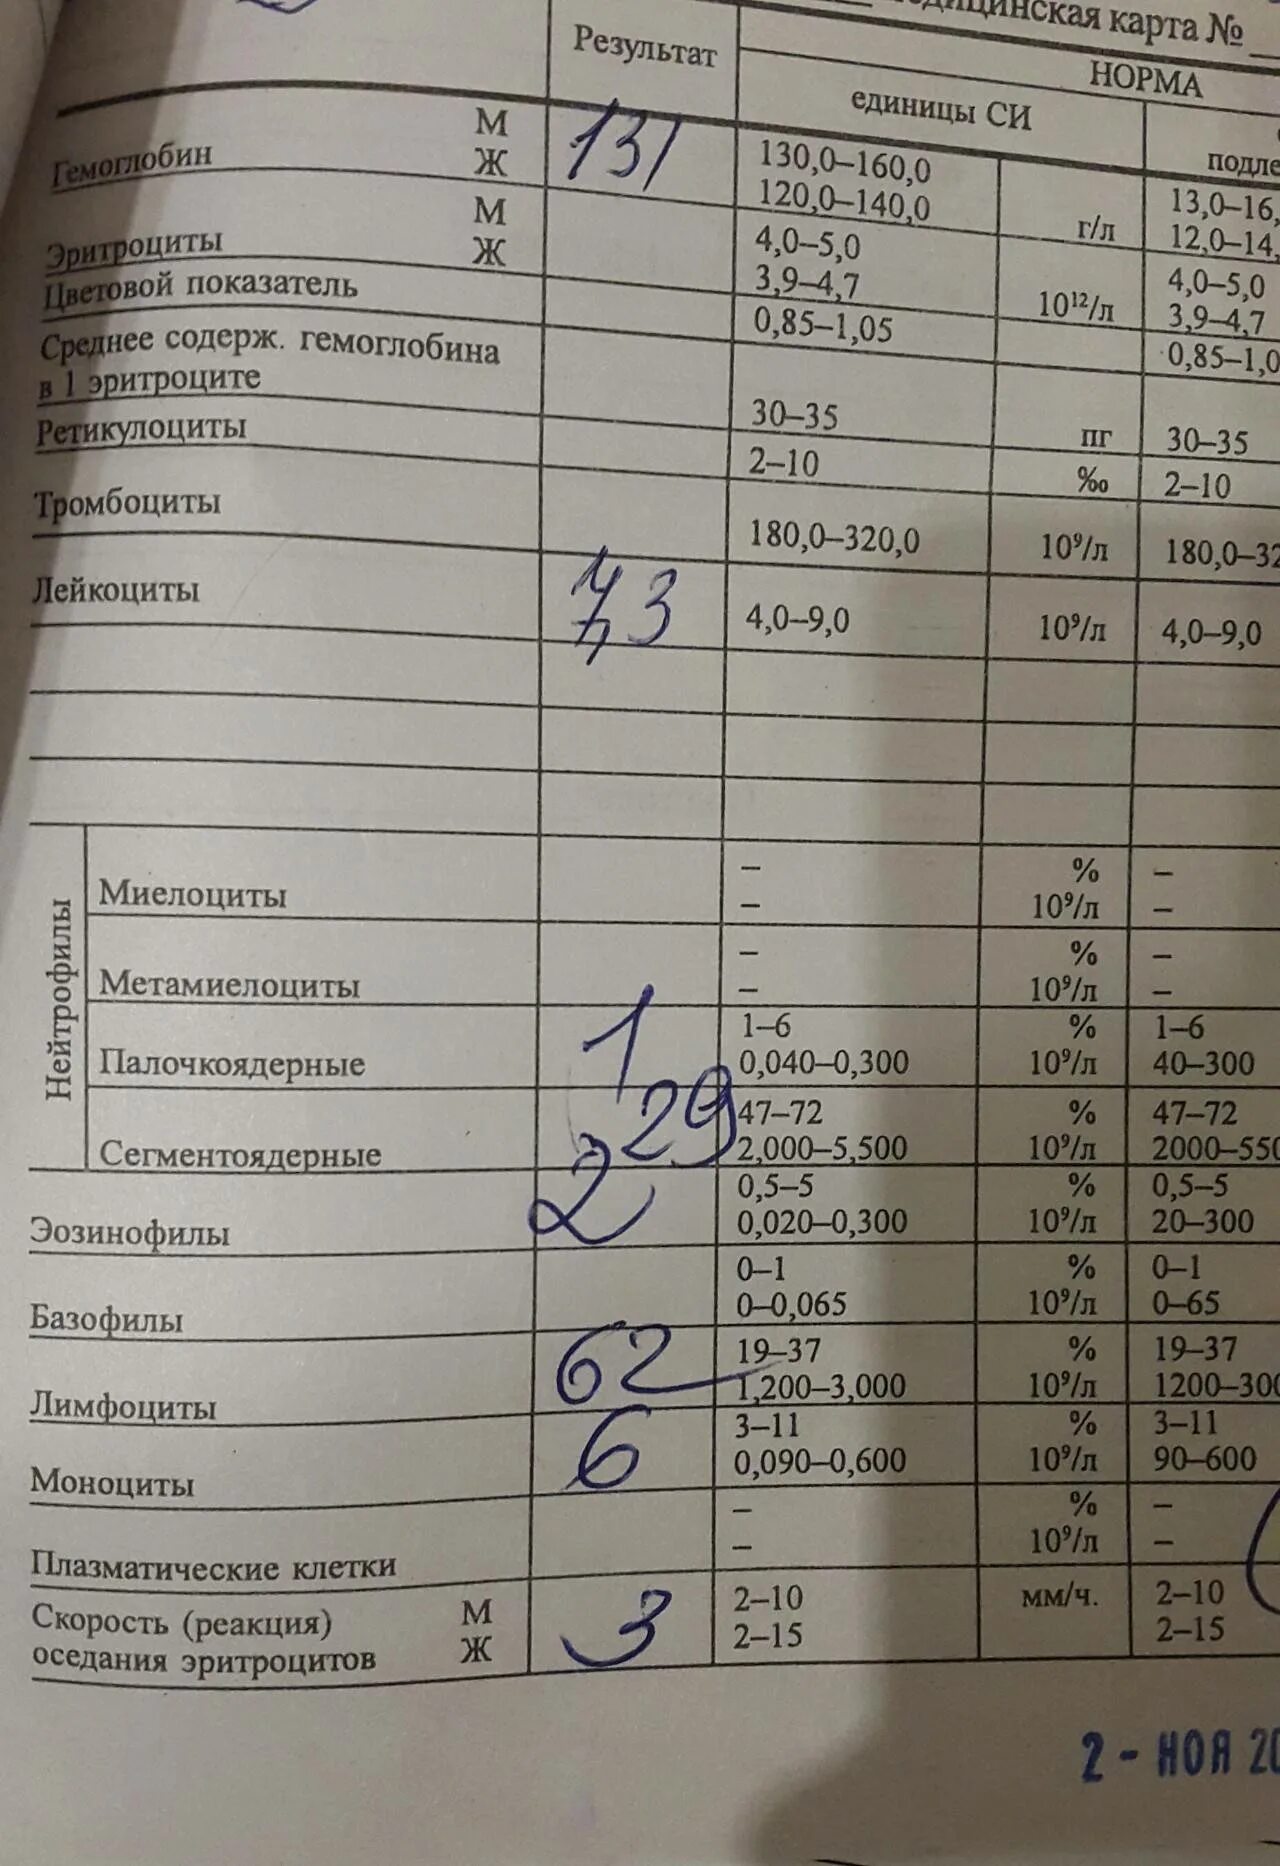 медицинская карта №
Результат
НОРМА
единицы СИ
подле
Гемоглобин М Ж 131 130,0–160,0 120,0–140,0 г/л 13,0–16, 12,0–14,
Эритроциты М Ж 4,0–5,0 3,9–4,7 10¹²/л 4,0–5,0 3,9–4,7
Цветовой показатель 0,85–1,05 0,85–1,0
Среднее содерж. гемоглобина
в 1 эритроците 30–35 пг 30–35
Ретикулоциты 2–10 ‰ 2–10
Тромбоциты 180,0–320,0 10⁹/л 180,0–32
Лейкоциты 7,3 4,0–9,0 10⁹/л 4,0–9,0
Нейтрофилы
Миелоциты – – % 10⁹/л – –
Метамиелоциты – – % 10⁹/л – –
Палочкоядерные 1 1–6 0,040–0,300 % 10⁹/л 1–6 40–300
Сегментоядерные 29 47–72 2,000–5,500 % 10⁹/л 47–72 2000–550
Эозинофилы 2 0,5–5 0,020–0,300 % 10⁹/л 0,5–5 20–300
Базофилы 0–1 0–0,065 % 10⁹/л 0–1 0–65
Лимфоциты 62 19–37 1,200–3,000 % 10⁹/л 19–37 1200–300
Моноциты 6 3–11 0,090–0,600 % 10⁹/л 3–11 90–600
Плазматические клетки – – % 10⁹/л – –
Скорость (реакция) М 3 2–10 мм/ч. 2–10
оседания эритроцитов Ж 2–15 2–15
2 - НОЯ 20